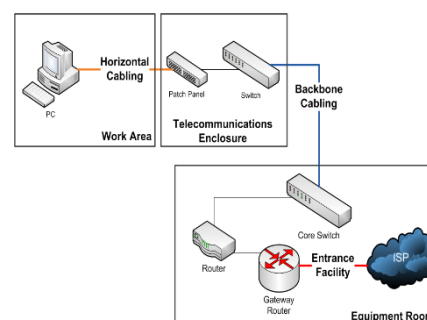 Horizontal
Cabling
PC
Work Area
Patch Panel
Switch
Telecommunications
Enclosure
Backbone
Cabling
Core Switch
Router
Gateway
Router
Entrance
Facility
ISP
Equipment Room